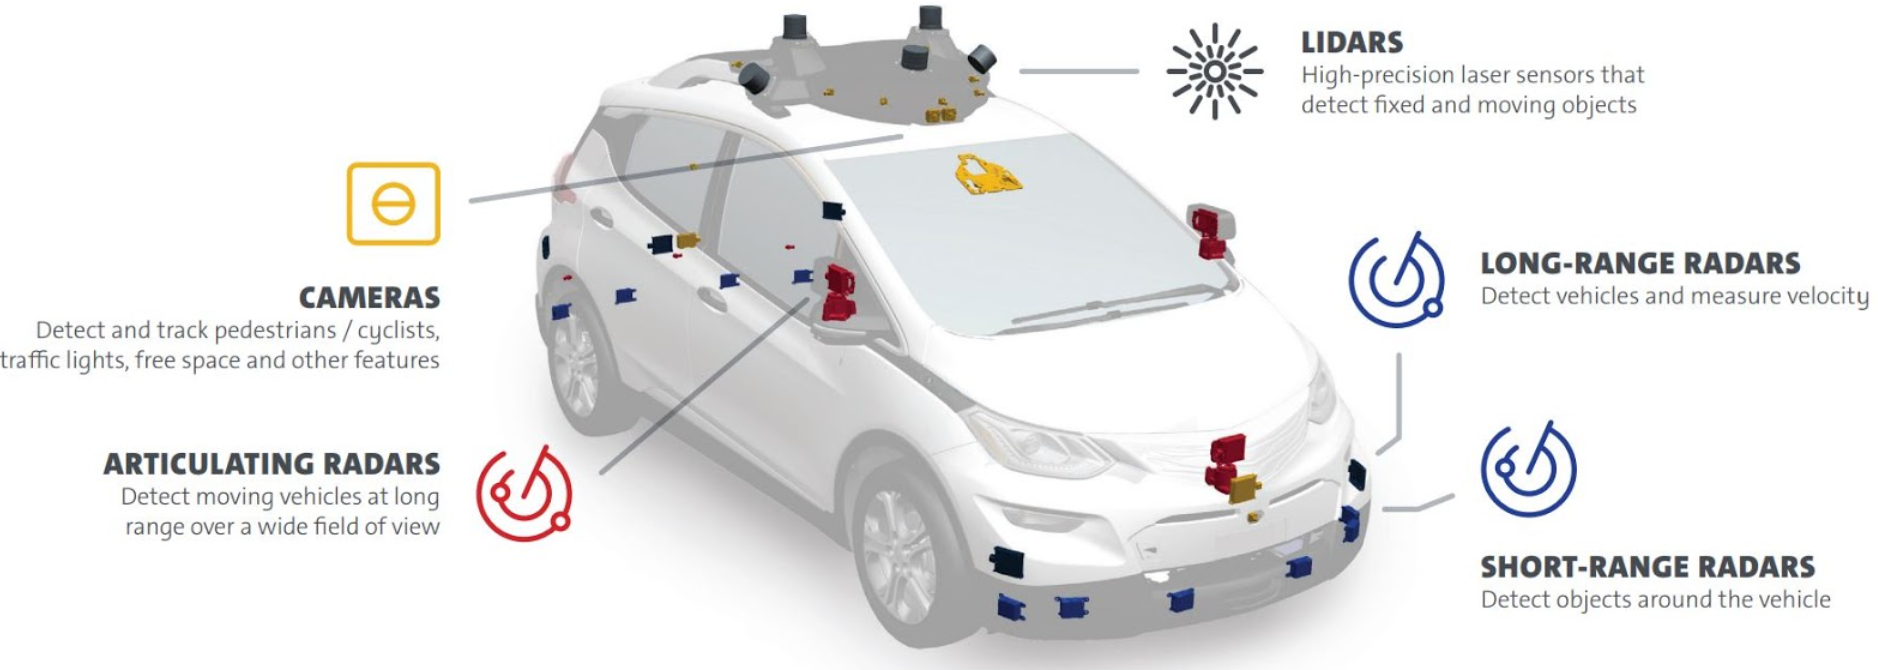 LIDARS
High-precision laser sensors that
detect fixed and moving objects
CAMERAS
Detect and track pedestrians / cyclists,
traffic lights, free space and other features
ARTICULATING RADARS
Detect moving vehicles at long
range over a wide field of view
LONG-RANGE RADARS
Detect vehicles and measure velocity
SHORT-RANGE RADARS
Detect objects around the vehicle